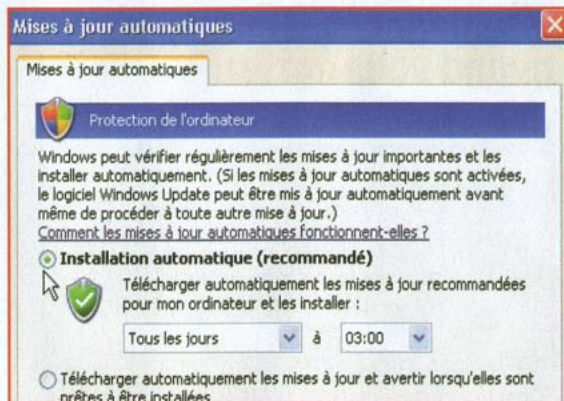 Mises à jour automatiques
Mises à jour automatiques
Protection de l'ordinateur
Windows peut vérifier régulièrement les mises à jour importantes et les
installer automatiquement. (Si les mises à jour automatiques sont activées,
le logiciel Windows Update peut être mis à jour automatiquement avant
même de procéder à toute autre mise à jour.)
Comment les mises à jour automatiques fonctionnent-elles ?
Installation automatique (recommandé)
Télécharger automatiquement les mises à jour recommandées
pour mon ordinateur et les installer :
Tous les jours à 03:00
Télécharger automatiquement les mises à jour et avertir lorsqu'elles sont
prêtes à être installées